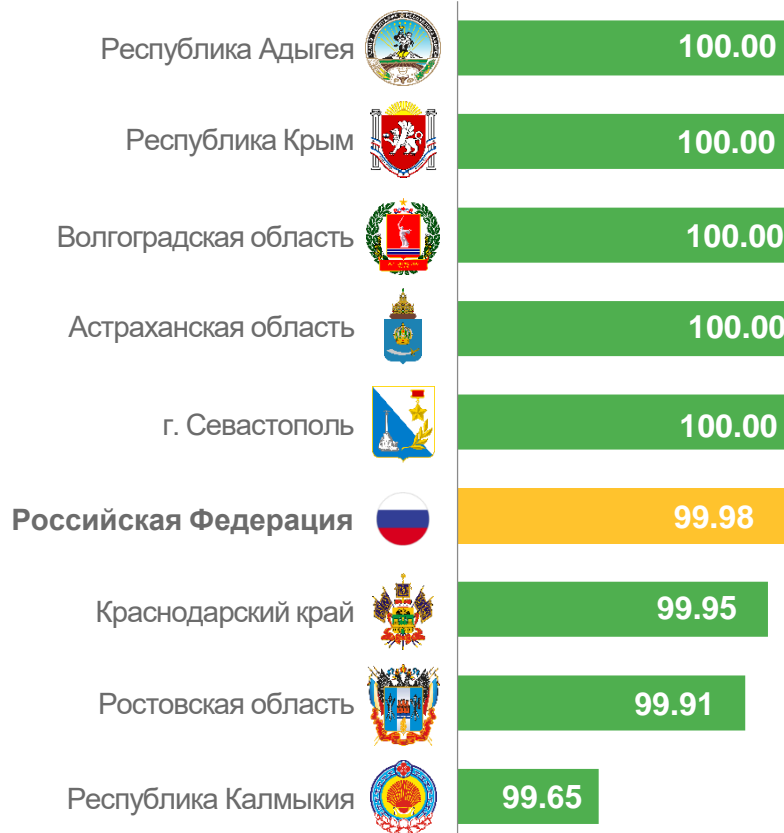 Республика Адыгея 100.00
Республика Крым 100.00
Волгоградская область 100.00
Астраханская область 100.00
г. Севастополь 100.00
Российская Федерация 99.98
Краснодарский край 99.95
Ростовская область 99.91
Республика Калмыкия 99.65